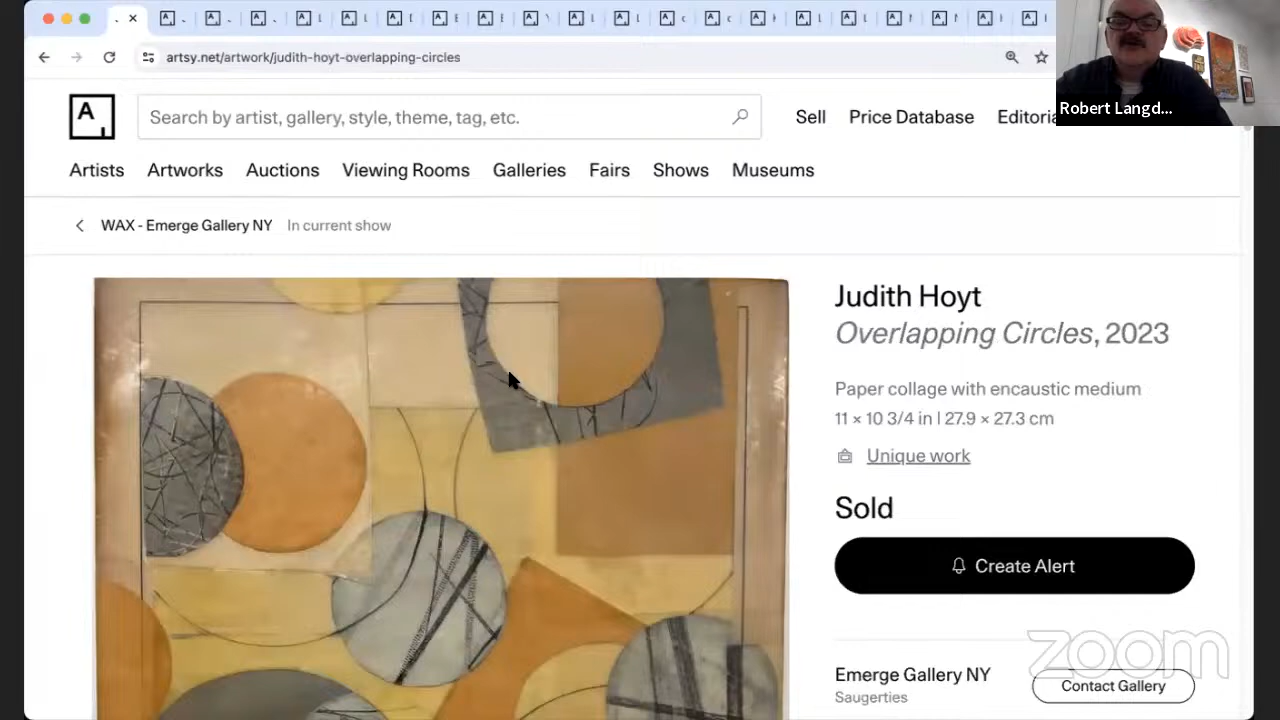 artsy.net/artwork/judith-hoyt-overlapping-circles
Robert Langd...
A
Search by artist, gallery, style, theme, tag, etc.
Sell Price Database Editoria
Artists Artworks Auctions Viewing Rooms Galleries Fairs Shows Museums
WAX - Emerge Gallery NY In current show
Judith Hoyt
Overlapping Circles, 2023
Paper collage with encaustic medium
11 × 10 3/4 in | 27.9 × 27.3 cm
Unique work
Sold
Create Alert
zoom
Emerge Gallery NY
Saugerties
Contact Gallery